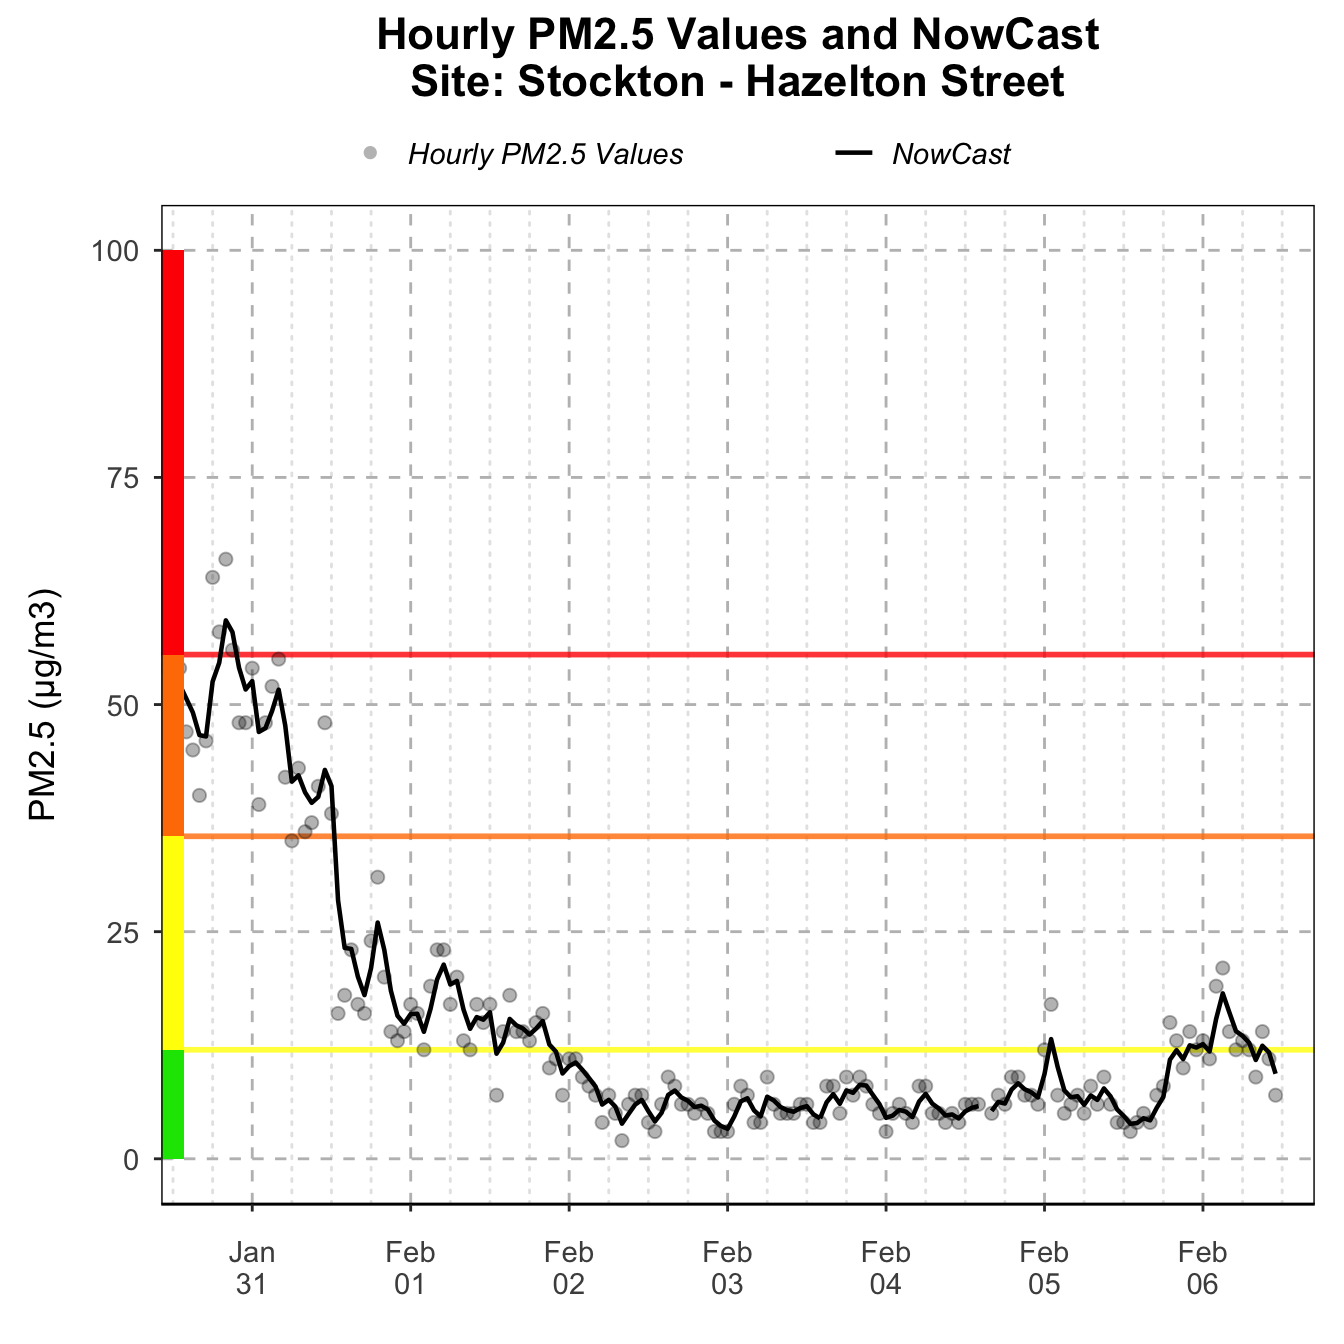 Hourly PM2.5 Values and NowCast
Site: Stockton - Hazelton Street
Hourly PM2.5 Values NowCast
100
75
50
25
0
PM2.5 (µg/m3)
Jan Feb Feb Feb Feb Feb Feb
31 01 02 03 04 05 06